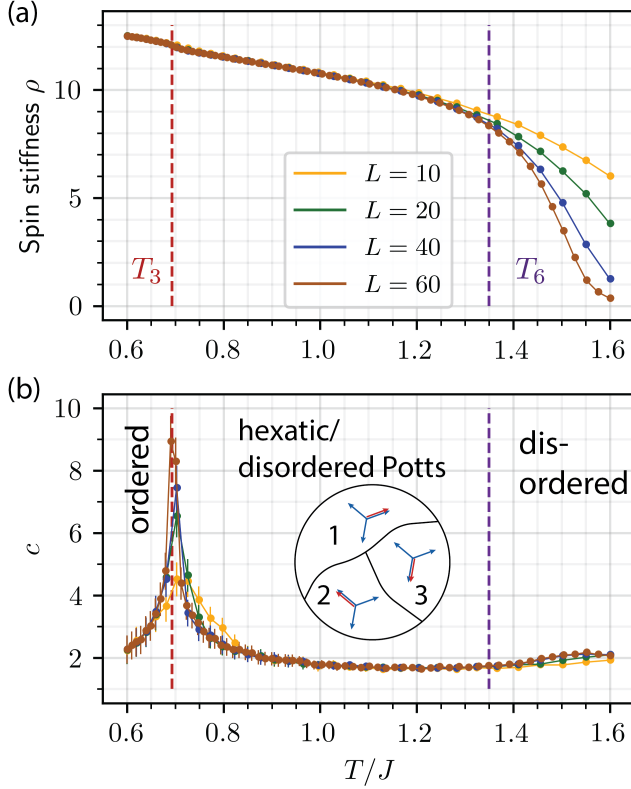 (a)
Spin stiffness ρ
10
5
0
T₃
T₆
L = 10
L = 20
L = 40
L = 60
0.6 0.8 1.0 1.2 1.4 1.6
(b)
c
10
8
6
4
2
ordered
hexatic/
disordered Potts
dis-
ordered
1
2
3
0.6 0.8 1.0 1.2 1.4 1.6
T/J